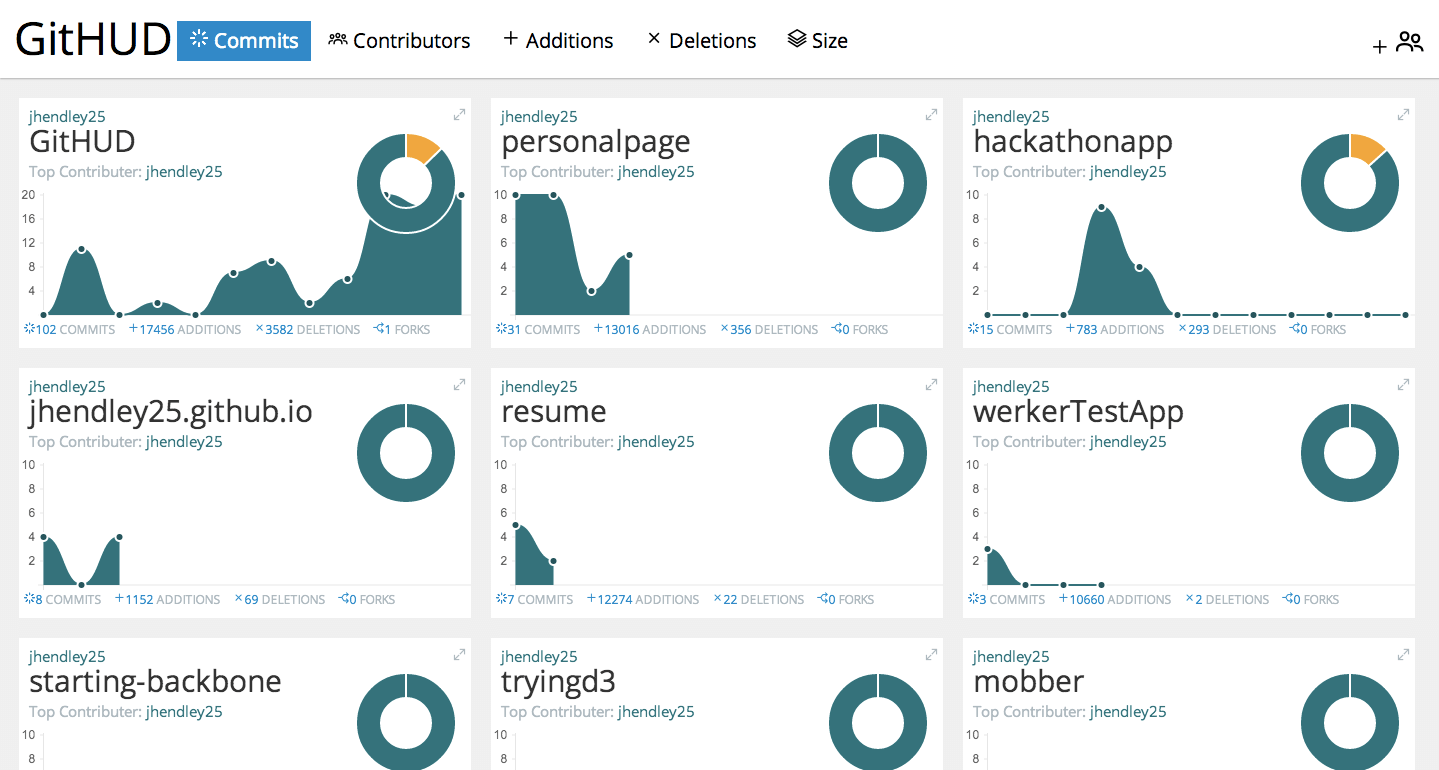 GitHUD Commits Contributors + Additions × Deletions Size +
jhendley25
GitHUD
Top Contributer: jhendley25
20
16
12
8
4
102 COMMITS +17456 ADDITIONS ×3582 DELETIONS 1 FORKS
jhendley25
personalpage
Top Contributer: jhendley25
10
8
6
4
2
31 COMMITS +13016 ADDITIONS ×356 DELETIONS 0 FORKS
jhendley25
hackathonapp
Top Contributer: jhendley25
10
8
6
4
2
15 COMMITS +783 ADDITIONS ×293 DELETIONS 0 FORKS
jhendley25
jhendley25.github.io
Top Contributer: jhendley25
10
8
6
4
2
8 COMMITS +1152 ADDITIONS ×69 DELETIONS 0 FORKS
jhendley25
resume
Top Contributer: jhendley25
10
8
6
4
2
7 COMMITS +12274 ADDITIONS ×22 DELETIONS 0 FORKS
jhendley25
werkerTestApp
Top Contributer: jhendley25
10
8
6
4
2
3 COMMITS +10660 ADDITIONS ×2 DELETIONS 0 FORKS
jhendley25
starting-backbone
Top Contributer: jhendley25
10
8
jhendley25
tryingd3
Top Contributer: jhendley25
10
8
jhendley25
mobber
Top Contributer: jhendley25
10
8